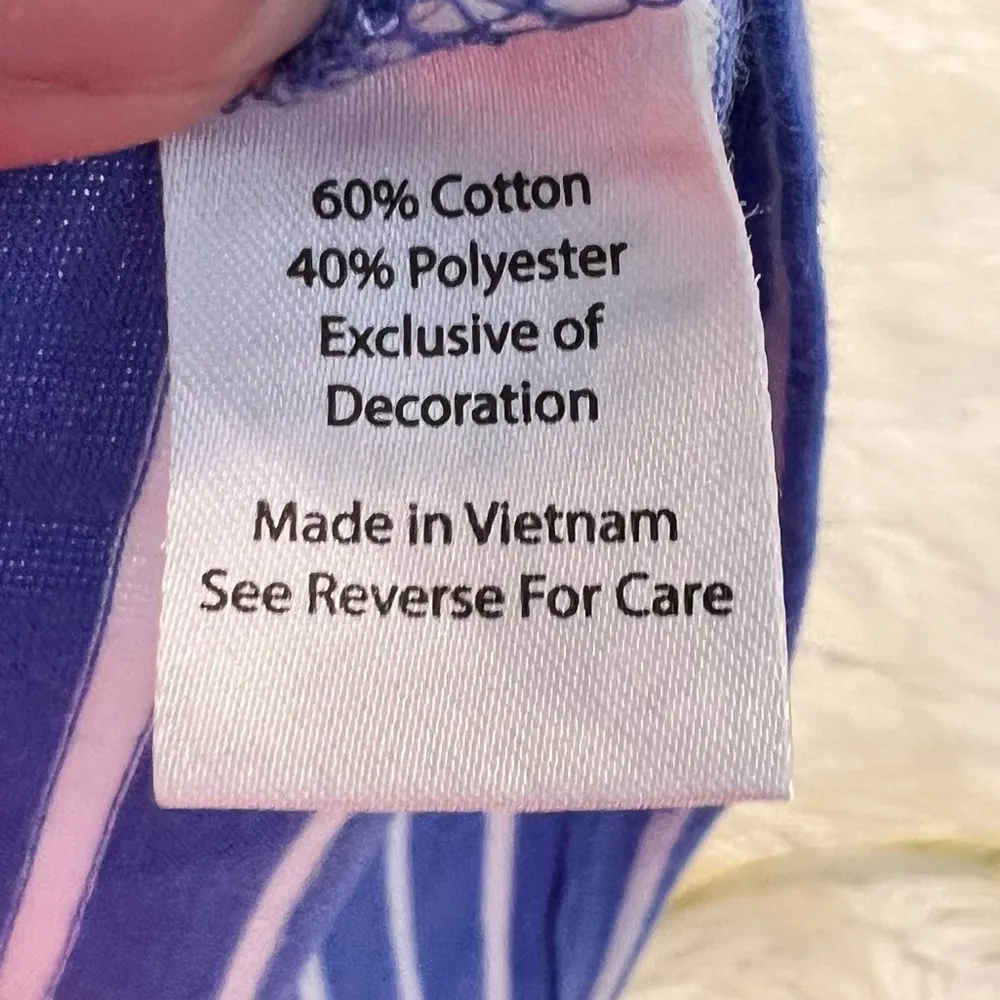 60% Cotton
40% Polyester
Exclusive of
Decoration
Made in Vietnam
See Reverse For Care